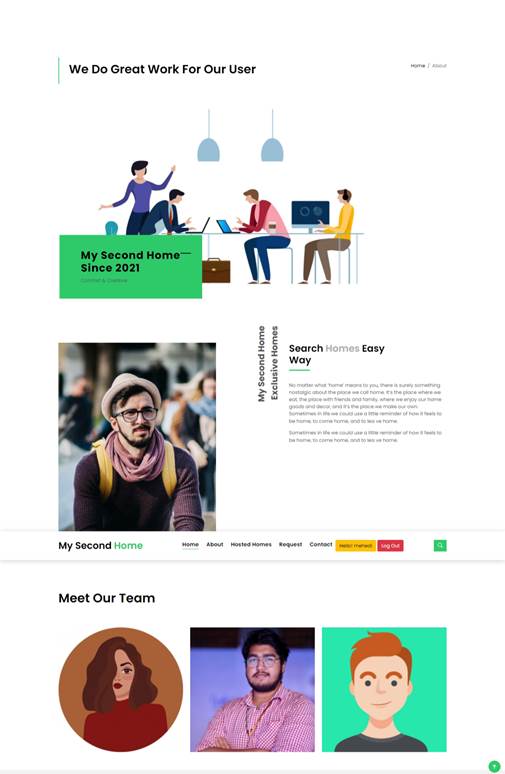 We Do Great Work For Our User
Home / About
My Second Home
Since 2021
Comfort & Creative
My Second Home
Exclusive Homes
Search Homes Easy
Way
No matter what 'home' means to you, there is surely something
nostalgic about the place we call home. It's the place where we
eat, the place with friends and family, where we enjoy our home
goods and decor, and it's the place we make our own.
Sometimes in life we could use a little reminder of how it feels to
be home, to come home, and to leave home.
Sometimes in life we could use a little reminder of how it feels to
be home, to come home, and to leave home.
My Second Home
Home About Hosted Homes Request Contact Hello! mehedi Log Out
Meet Our Team